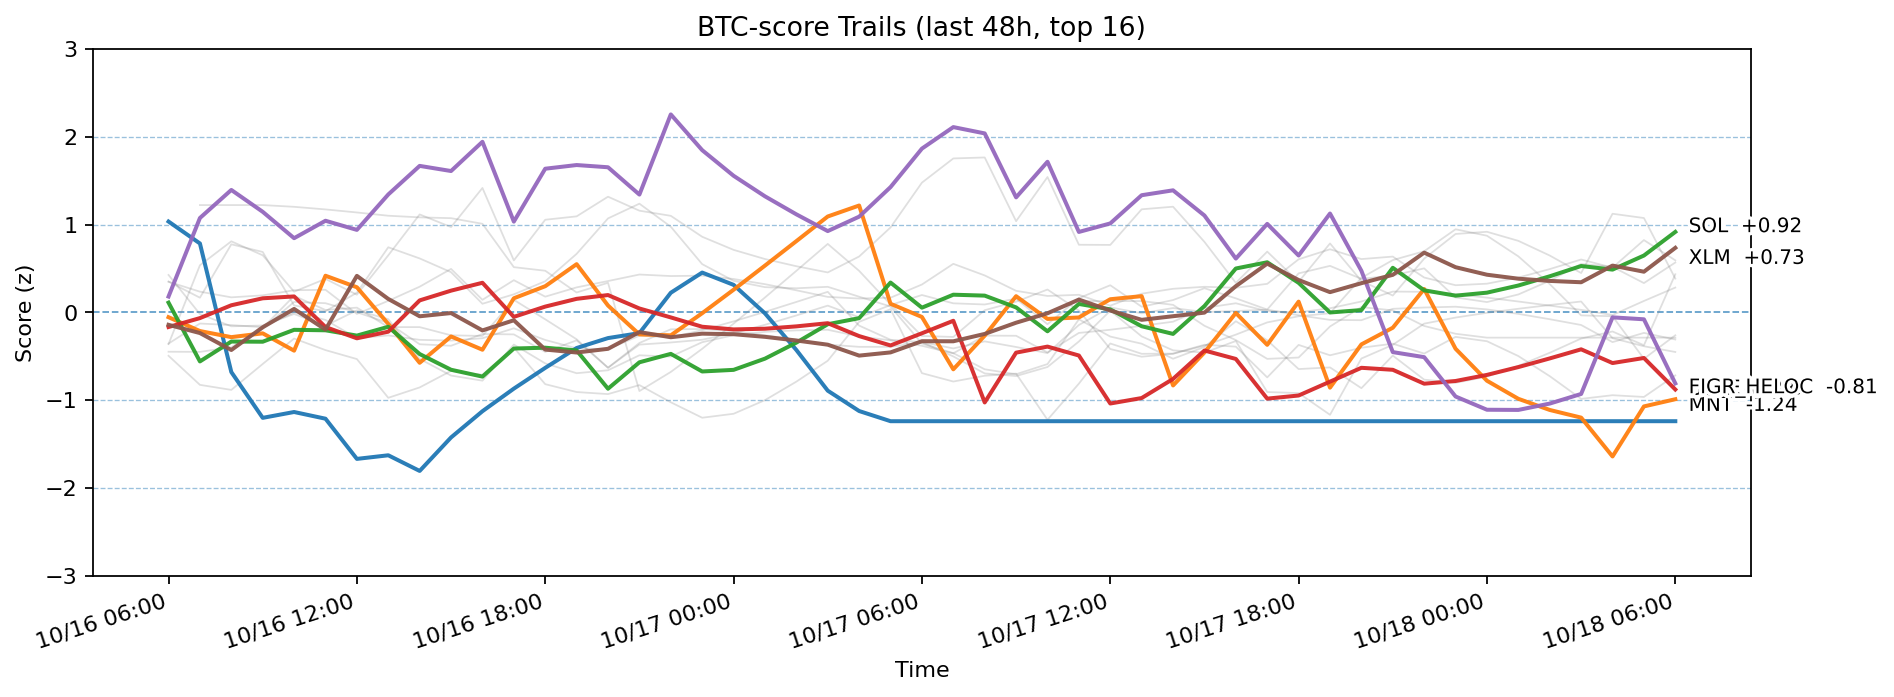 BTC-score Trails (last 48h, top 16)
3
2
1
0
−1
−2
−3
Score (z)
SOL +0.92
XLM +0.73
FIGR_HELOC -0.81
MNT -1.24
10/16 06:00
10/16 12:00
10/16 18:00
10/17 00:00
10/17 06:00
10/17 12:00
10/17 18:00
10/18 00:00
10/18 06:00
Time